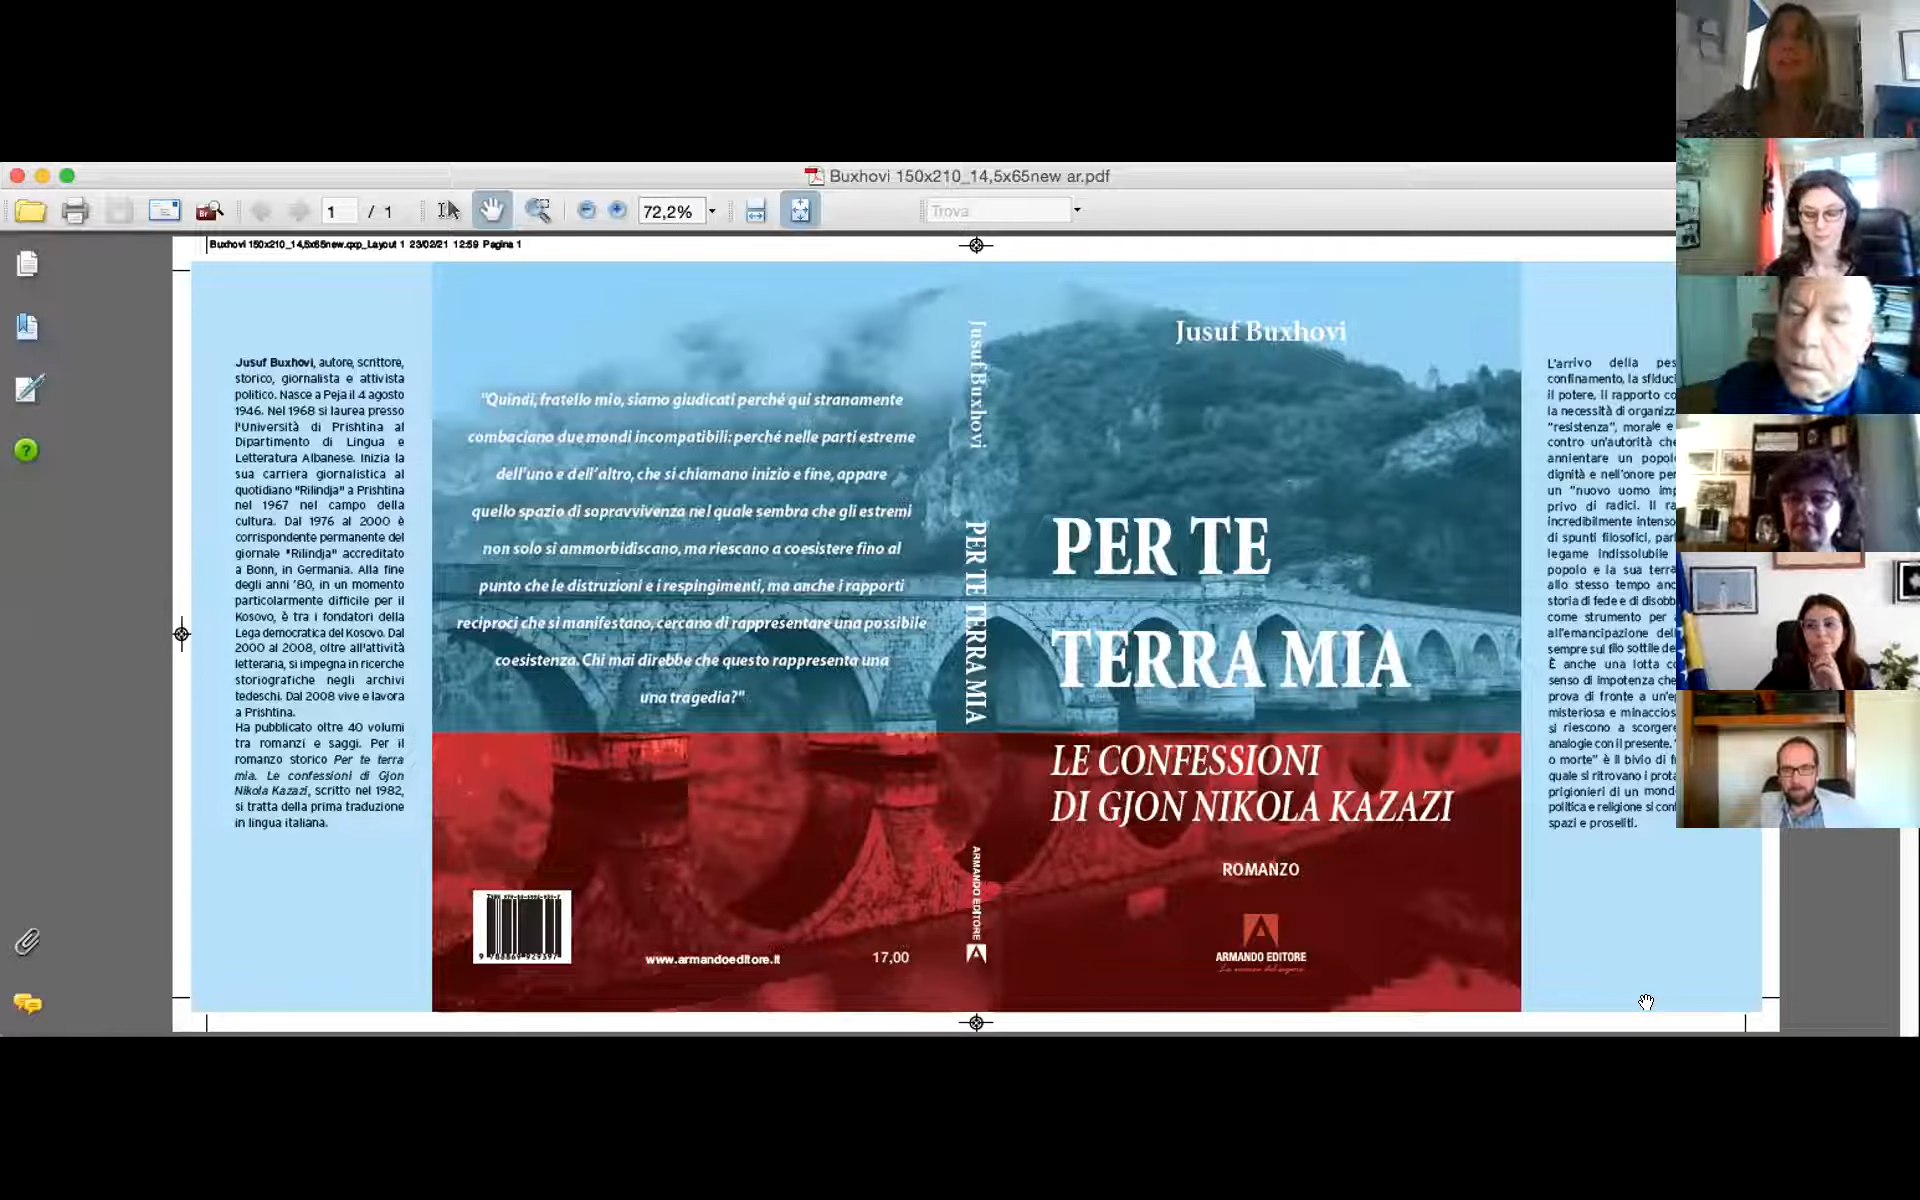 Buxhovi 150x210_14,5x65new ar.pdf
1 / 1
72,2%
Trova
Buxhovi 150x210_14,5x65new.qxp_Layout 1 23/02/21 12:59 Pagina 1
Jusuf Buxhovi, autore, scrittore,
storico, giornalista e attivista
politico. Nasce a Peja il 4 agosto
1946. Nel 1968 si laurea presso
l'Università di Prishtina al
Dipartimento di Lingua e
Letteratura Albanese. Inizia la
sua carriera giornalistica al
quotidiano "Rilindja" a Prishtina
nel 1967 nel campo della
cultura. Dal 1976 al 2000 è
corrispondente permanente del
giornale "Rilindja" accreditato
a Bonn, in Germania. Alla fine
degli anni '80, in un momento
particolarmente difficile per il
Kosovo, è tra i fondatori della
Lega democratica del Kosovo. Dal
2000 al 2008, oltre all'attività
letteraria, si impegna in ricerche
storiografiche negli archivi
tedeschi. Dal 2008 vive e lavora
a Prishtina.
Ha pubblicato oltre 40 volumi
tra romanzi e saggi. Per il
romanzo storico Per te terra
mia. Le confessioni di Gjon
Nikola Kazazi, scritto nel 1982,
si tratta della prima traduzione
in lingua italiana.
"Quindi, fratello mio, siamo giudicati perché qui stranamente
combaciano due mondi incompatibili: perché nelle parti estreme
dell'uno e dell'altro, che si chiamano inizio e fine, appare
quello spazio di sopravvivenza nel quale sembra che gli estremi
non solo si ammorbidiscano, ma riescano a coesistere fino al
punto che le distruzioni e i respingimenti, ma anche i rapporti
reciproci che si manifestano, cercano di rappresentare una possibile
coesistenza. Chi mai direbbe che questo rappresenta una
una tragedia?"
www.armandoeditore.it
17,00
Jusuf Buxhovi
PER TE TERRA MIA
ARMANDO EDITORE
Jusuf Buxhovi
PER TE
TERRA MIA
LE CONFESSIONI
DI GJON NIKOLA KAZAZI
ROMANZO
ARMANDO EDITORE
L'arrivo della pes
confinamento, la sfiduci
il potere, il rapporto co
la necessità di organizz
"resistenza", morale e
contro un'autorità che
annientare un popol
dignità e nell'onore per
un "nuovo uomo imp
privo di radici. Il ra
incredibilmente intenso
di spunti filosofici, parl
legame indissolubile
popolo e la sua terra
allo stesso tempo anc
storia di fede e di disobb
come strumento per
all'emancipazione del
sempre sul filo sottile de
È anche una lotta co
senso di impotenza che
prova di fronte a un'ep
misteriosa e minaccios
si riescono a scorgere
analogie con il presente.
o morte" è il bivio di f
quale si ritrovano i prota
prigionieri di un mond
politica e religione si con
spazi e proseliti.